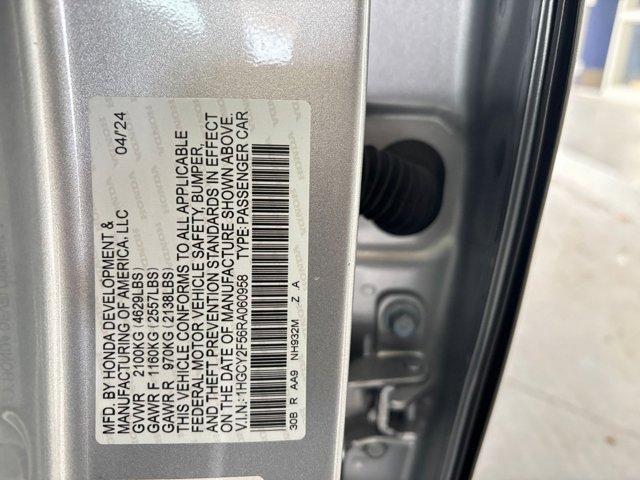 MFD. BY HONDA DEVELOPMENT & 04/24
MANUFACTURING OF AMERICA, LLC
GVWR 2100KG (4629LBS)
GAWR F 1160KG (2557LBS)
GAWR R 970KG (2138LBS)
THIS VEHICLE CONFORMS TO ALL APPLICABLE
FEDERAL MOTOR VEHICLE SAFETY, BUMPER,
AND THEFT PREVENTION STANDARDS IN EFFECT
ON THE DATE OF MANUFACTURE SHOWN ABOVE.
V.I.N.: 1HGCY2F56RA060958 TYPE: PASSENGER CAR
30B R AA9 NH932M Z .A